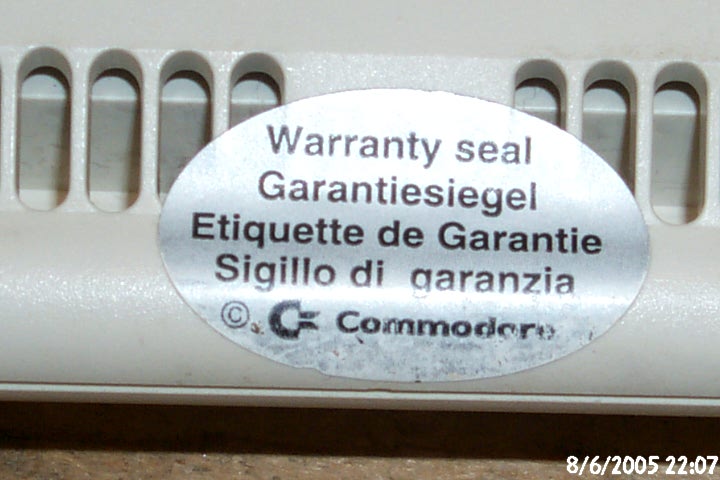 Warranty seal
Garantiesiegel
Etiquette de Garantie
Sigillo di garanzia
© Commodore
8/6/2005 22:07